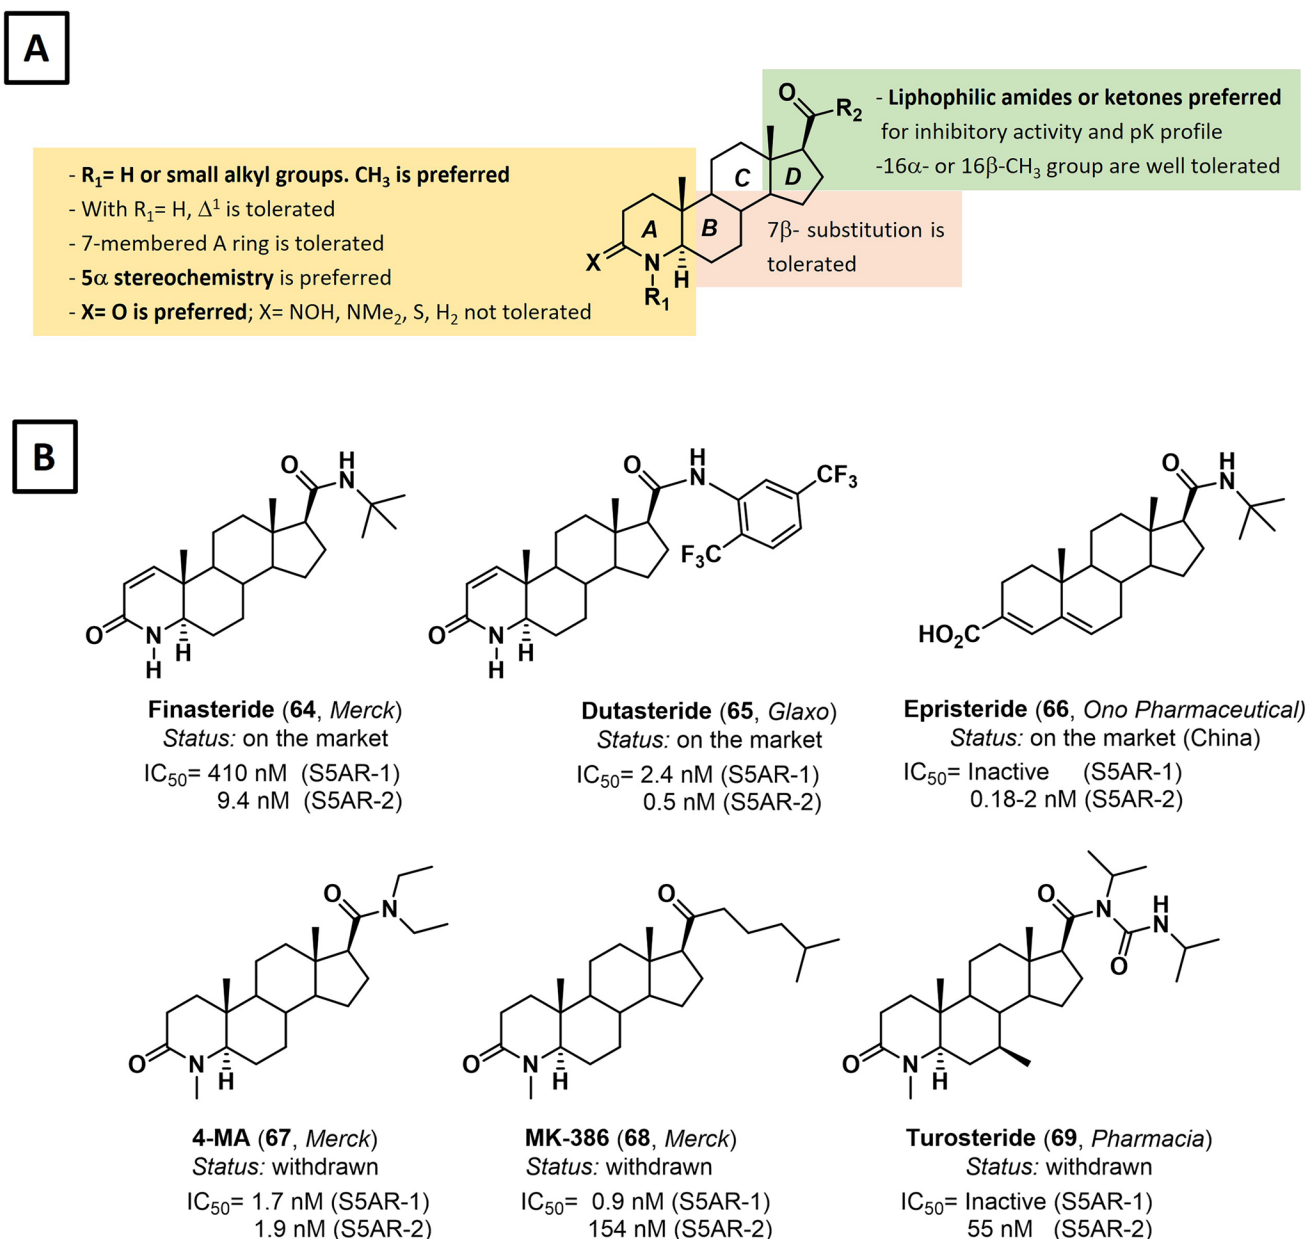 A
- Liphophilic amides or ketones preferred
for inhibitory activity and pK profile
-16α- or 16β-CH₃ group are well tolerated
O
R₂
- R₁= H or small alkyl groups. CH₃ is preferred
- With R₁= H, Δ¹ is tolerated
- 7-membered A ring is tolerated
- 5α stereochemistry is preferred
- X= O is preferred; X= NOH, NMe₂, S, H₂ not tolerated
C D
A B
X N H
R₁
7β- substitution is
tolerated
B
O H
N
O N H
H
Finasteride (64, Merck)
Status: on the market
IC₅₀= 410 nM (S5AR-1)
9.4 nM (S5AR-2)
O H
N
CF₃
F₃C
O N H
H
Dutasteride (65, Glaxo)
Status: on the market
IC₅₀= 2.4 nM (S5AR-1)
0.5 nM (S5AR-2)
O H
N
HO₂C
Epristeride (66, Ono Pharmaceutical)
Status: on the market (China)
IC₅₀= Inactive (S5AR-1)
0.18-2 nM (S5AR-2)
O N
O N H
4-MA (67, Merck)
Status: withdrawn
IC₅₀= 1.7 nM (S5AR-1)
1.9 nM (S5AR-2)
O
O N H
MK-386 (68, Merck)
Status: withdrawn
IC₅₀= 0.9 nM (S5AR-1)
154 nM (S5AR-2)
O N H
N
O
O N H
Turosteride (69, Pharmacia)
Status: withdrawn
IC₅₀= Inactive (S5AR-1)
55 nM (S5AR-2)